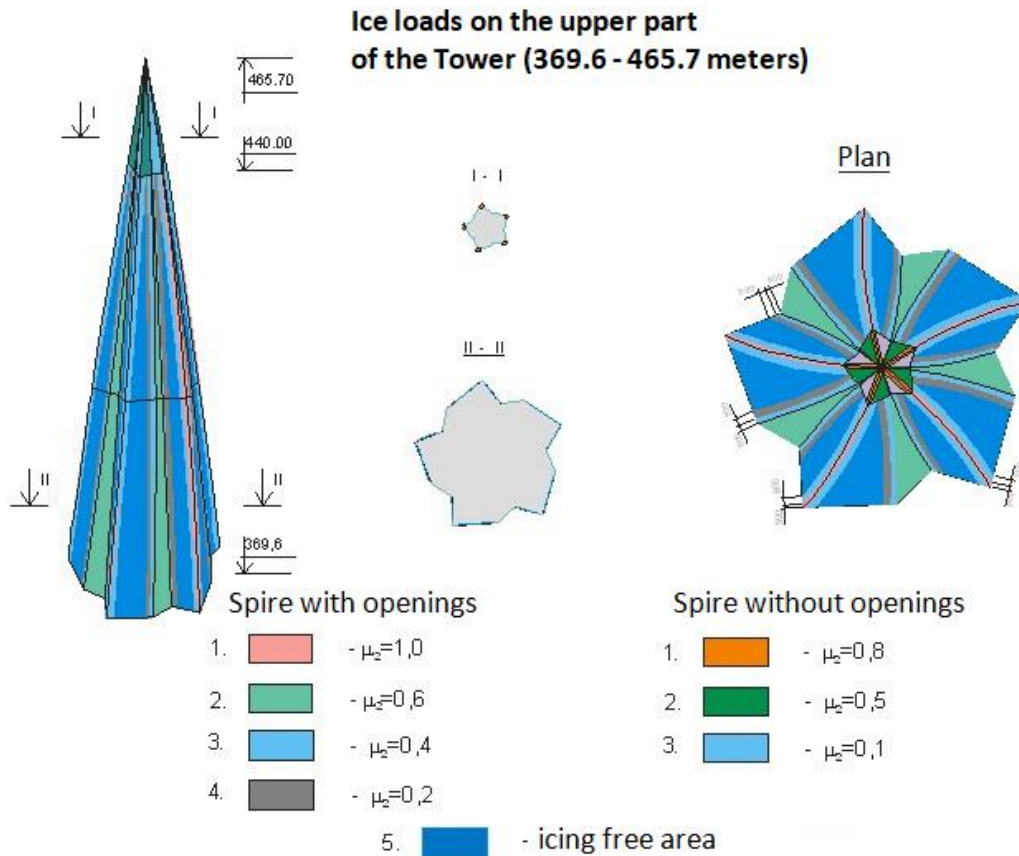 Ice loads on the upper part
of the Tower (369.6 - 465.7 meters)
I I
465.70
440.00
I - I
Plan
II - II
II II
369,6
Spire with openings
1. - μ₂=1,0
2. - μ₂=0,6
3. - μ₂=0,4
4. - μ₂=0,2
Spire without openings
1. - μ₂=0,8
2. - μ₂=0,5
3. - μ₂=0,1
5. - icing free area